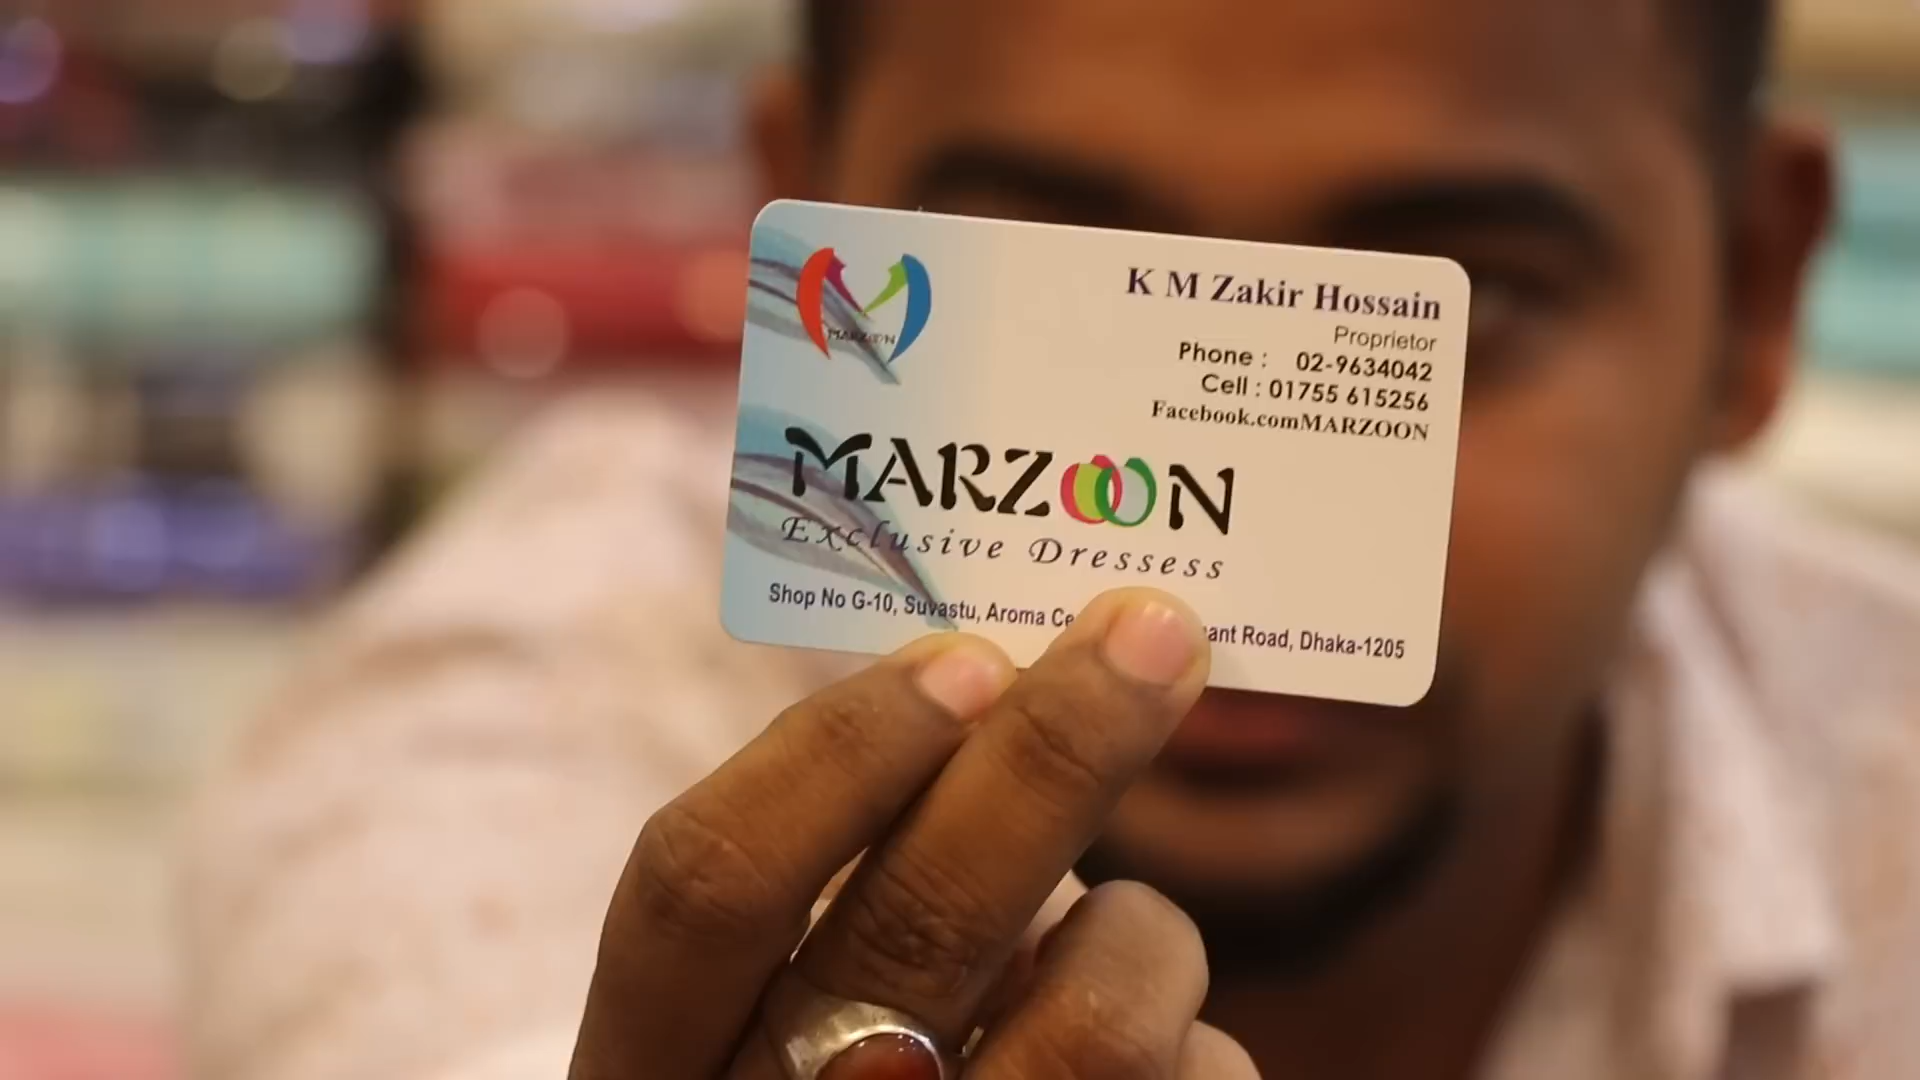 MARZOON
K M Zakir Hossain
Proprietor
Phone : 02-9634042
Cell : 01755 615256
Facebook.comMARZOON
MARZOON
Exclusive Dressess
Shop No G-10, Suvastu, Aroma Road, Dhaka-1205